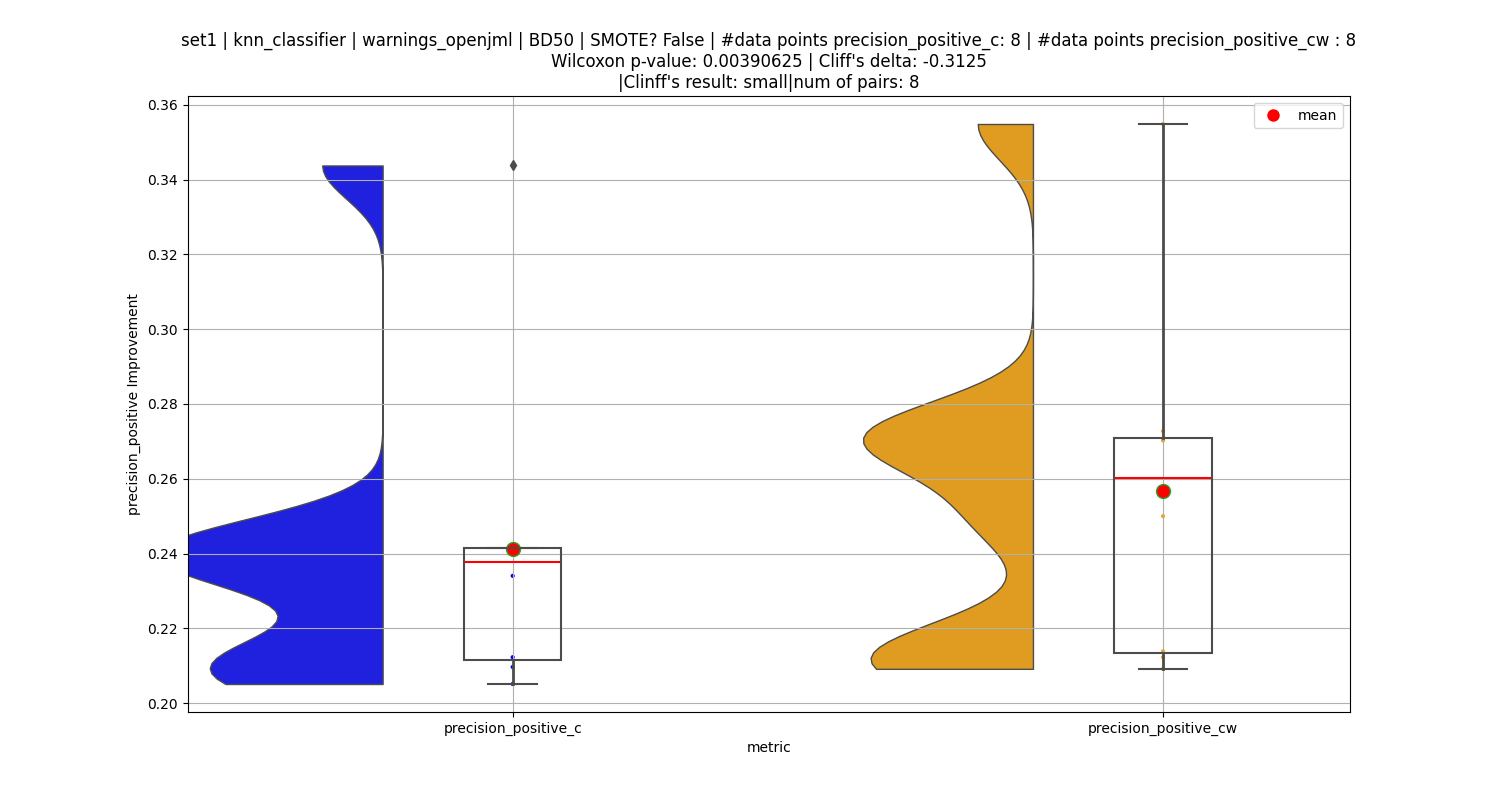 set1 | knn_classifier | warnings_openjml | BD50 | SMOTE? False | #data points precision_positive_c: 8 | #data points precision_positive_cw : 8
Wilcoxon p-value: 0.00390625 | Cliff's delta: -0.3125
|Clinff's result: small|num of pairs: 8
mean
0.36
0.34
0.32
0.30
0.28
0.26
0.24
0.22
0.20
precision_positive Improvement
precision_positive_c
precision_positive_cw
metric